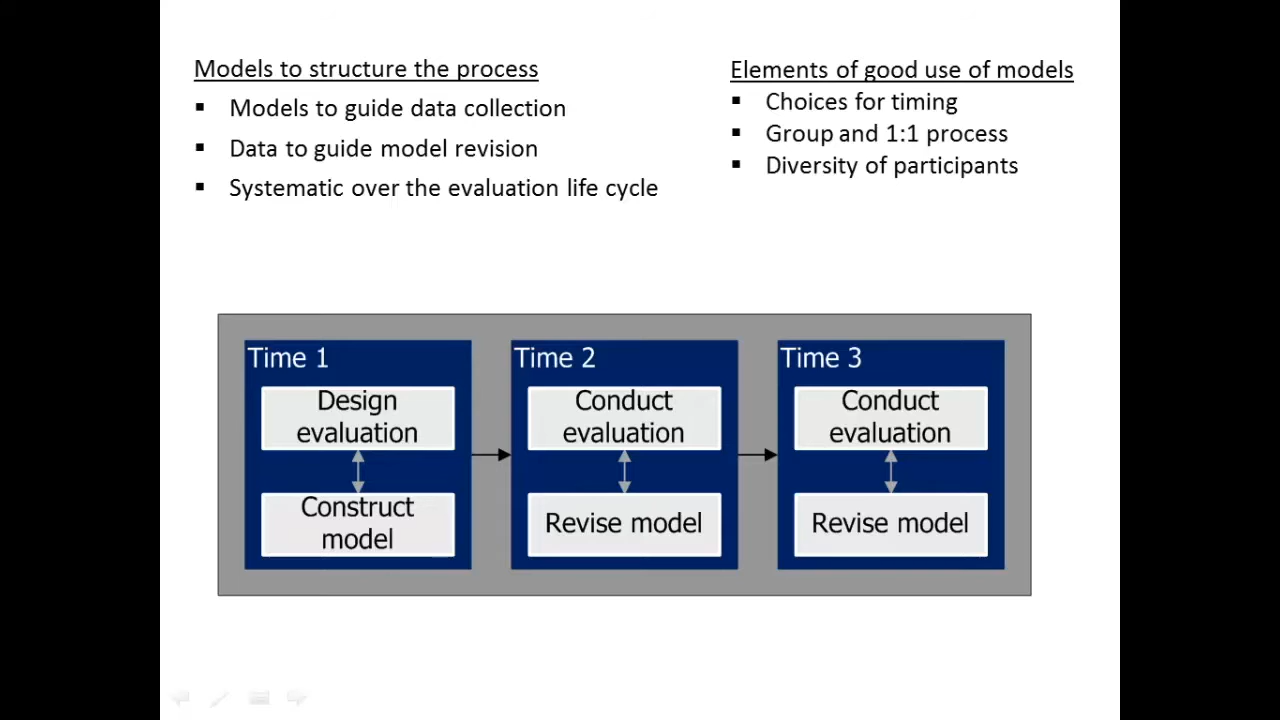 Models to structure the process
▪ Models to guide data collection
▪ Data to guide model revision
▪ Systematic over the evaluation life cycle
Elements of good use of models
▪ Choices for timing
▪ Group and 1:1 process
▪ Diversity of participants
Time 1
Design
evaluation
Construct
model
Time 2
Conduct
evaluation
Revise model
Time 3
Conduct
evaluation
Revise model